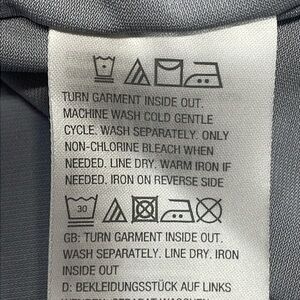 TURN GARMENT INSIDE OUT.
MACHINE WASH COLD GENTLE
CYCLE. WASH SEPARATELY. ONLY
NON-CHLORINE BLEACH WHEN
NEEDED. LINE DRY. WARM IRON IF
NEEDED. IRON ON REVERSE SIDE
30
GB: TURN GARMENT INSIDE OUT.
WASH SEPARATELY. LINE DRY. IRON
INSIDE OUT
D: BEKLEIDUNGSSTÜCK AUF LINKS